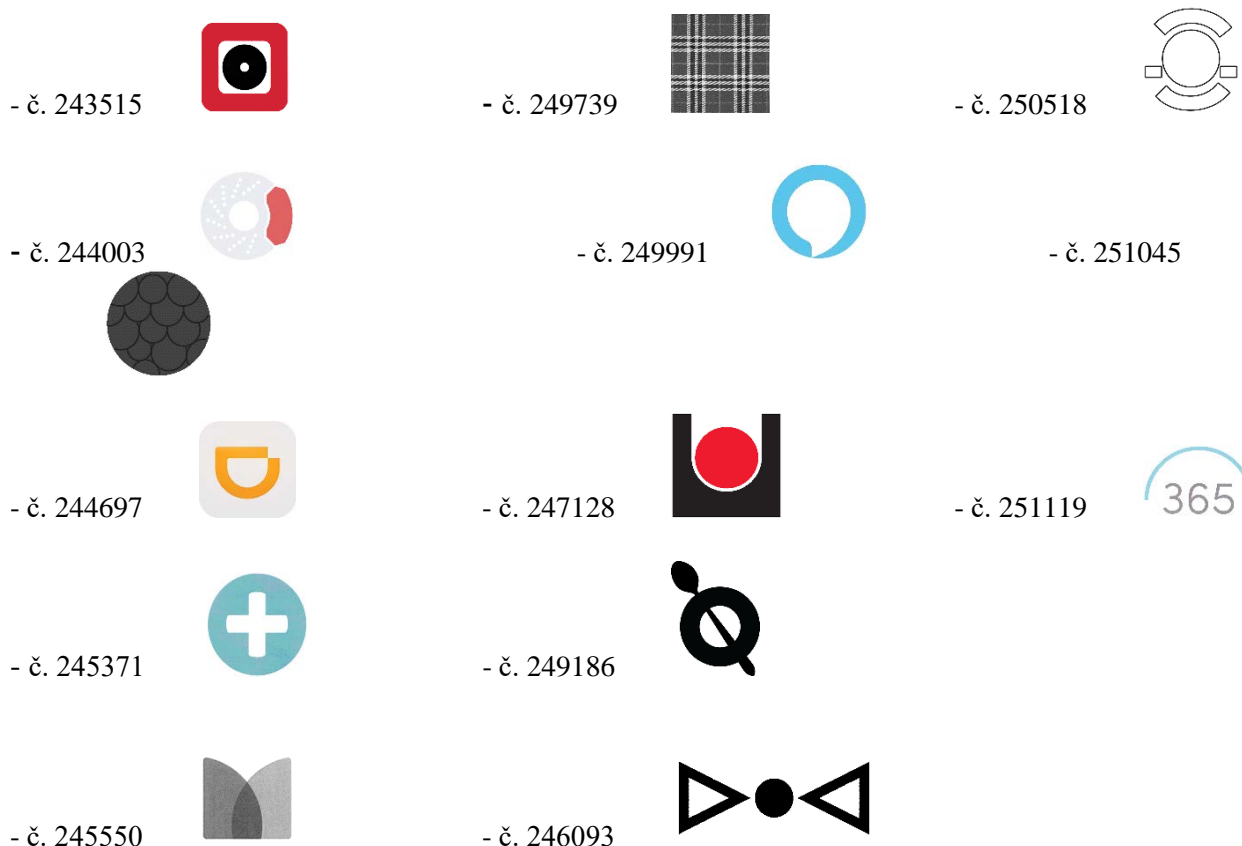 - č. 243515 - č. 249739 - č. 250518
- č. 244003 - č. 249991 - č. 251045
- č. 244697 - č. 247128 - č. 251119 365
- č. 245371 - č. 249186
- č. 245550 - č. 246093